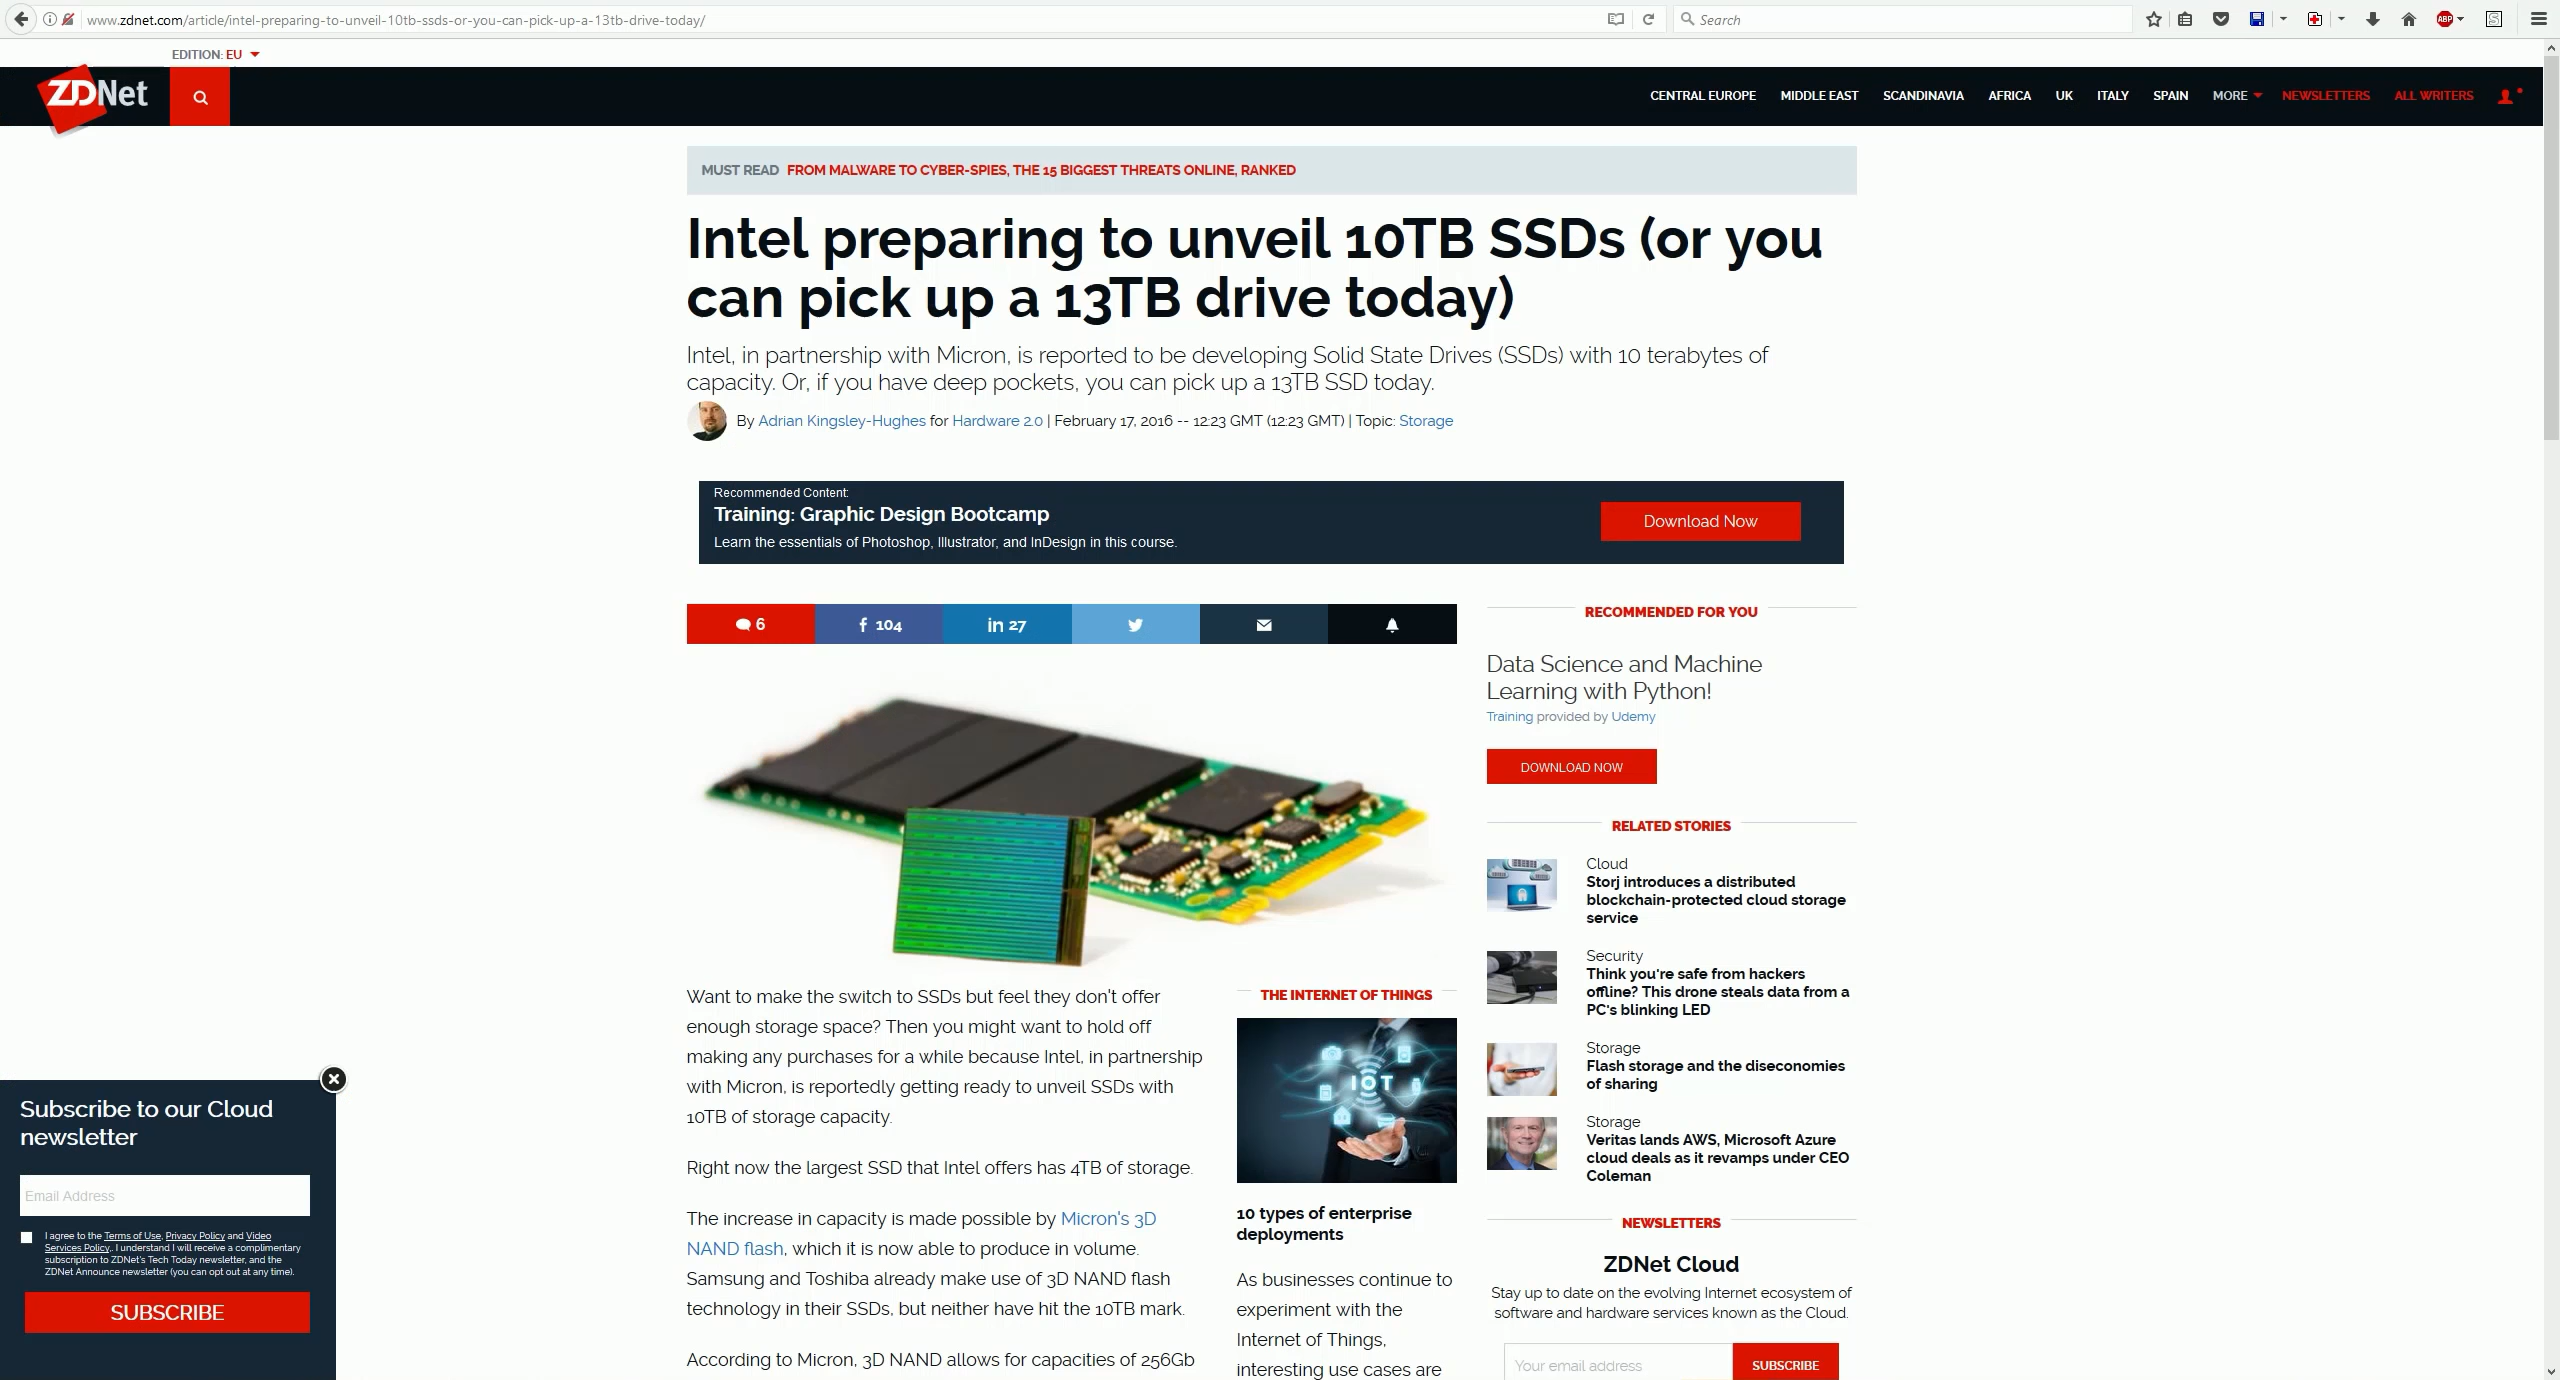 www.zdnet.com/article/intel-preparing-to-unveil-10tb-ssds-or-you-can-pick-up-a-13tb-drive-today/
Search
ABP
EDITION: EU
ZDNet
CENTRAL EUROPE MIDDLE EAST SCANDINAVIA AFRICA UK ITALY SPAIN MORE NEWSLETTERS ALL WRITERS
MUST READ FROM MALWARE TO CYBER-SPIES, THE 15 BIGGEST THREATS ONLINE, RANKED
Intel preparing to unveil 10TB SSDs (or you
can pick up a 13TB drive today)
Intel, in partnership with Micron, is reported to be developing Solid State Drives (SSDs) with 10 terabytes of
capacity. Or, if you have deep pockets, you can pick up a 13TB SSD today.
By Adrian Kingsley-Hughes for Hardware 2.0 | February 17, 2016 -- 12:23 GMT (12:23 GMT) | Topic: Storage
Recommended Content:
Training: Graphic Design Bootcamp
Learn the essentials of Photoshop, Illustrator, and InDesign in this course.
Download Now
6
f 104
in 27
Want to make the switch to SSDs but feel they don't offer
enough storage space? Then you might want to hold off
making any purchases for a while because Intel, in partnership
with Micron, is reportedly getting ready to unveil SSDs with
10TB of storage capacity.
Right now the largest SSD that Intel offers has 4TB of storage.
The increase in capacity is made possible by Micron's 3D
NAND flash, which it is now able to produce in volume.
Samsung and Toshiba already make use of 3D NAND flash
technology in their SSDs, but neither have hit the 10TB mark.
According to Micron, 3D NAND allows for capacities of 256Gb
THE INTERNET OF THINGS
IOT
10 types of enterprise
deployments
As businesses continue to
experiment with the
Internet of Things,
interesting use cases are
RECOMMENDED FOR YOU
Data Science and Machine
Learning with Python!
Training provided by Udemy
DOWNLOAD NOW
RELATED STORIES
Cloud
Storj introduces a distributed
blockchain-protected cloud storage
service
Security
Think you're safe from hackers
offline? This drone steals data from a
PC's blinking LED
Storage
Flash storage and the diseconomies
of sharing
Storage
Veritas lands AWS, Microsoft Azure
cloud deals as it revamps under CEO
Coleman
NEWSLETTERS
ZDNet Cloud
Stay up to date on the evolving Internet ecosystem of
software and hardware services known as the Cloud.
Your email address
SUBSCRIBE
Subscribe to our Cloud
newsletter
Email Address
I agree to the Terms of Use, Privacy Policy and Video
Services Policy.. I understand I will receive a complimentary
subscription to ZDNet's Tech Today newsletter, and the
ZDNet Announce newsletter (you can opt out at any time).
SUBSCRIBE